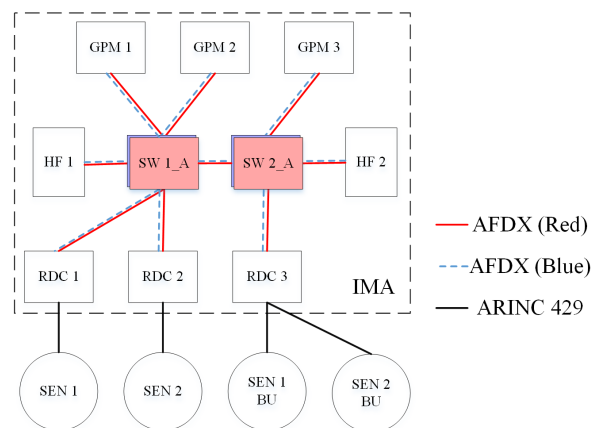 GPM 1
GPM 2
GPM 3
HF 1
SW 1_A
SW 2_A
HF 2
AFDX (Red)
AFDX (Blue)
ARINC 429
RDC 1
RDC 2
RDC 3
IMA
SEN 1
SEN 2
SEN 1
BU
SEN 2
BU